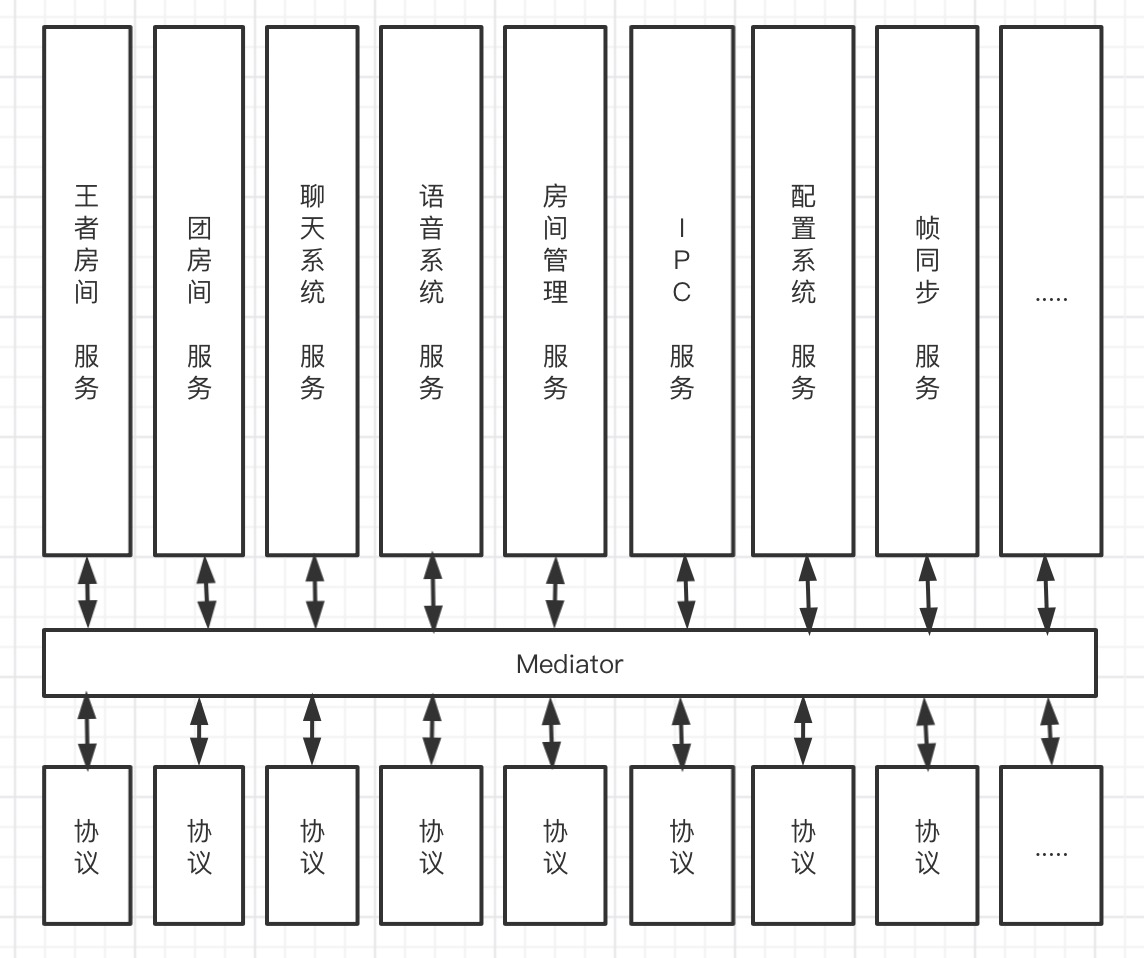 王者房间 服务
团房间 服务
聊天系统 服务
语音系统 服务
房间管理 服务
IPC 服务
配置系统 服务
帧同步 服务
.....
Mediator
协议
协议
协议
协议
协议
协议
协议
协议
.....